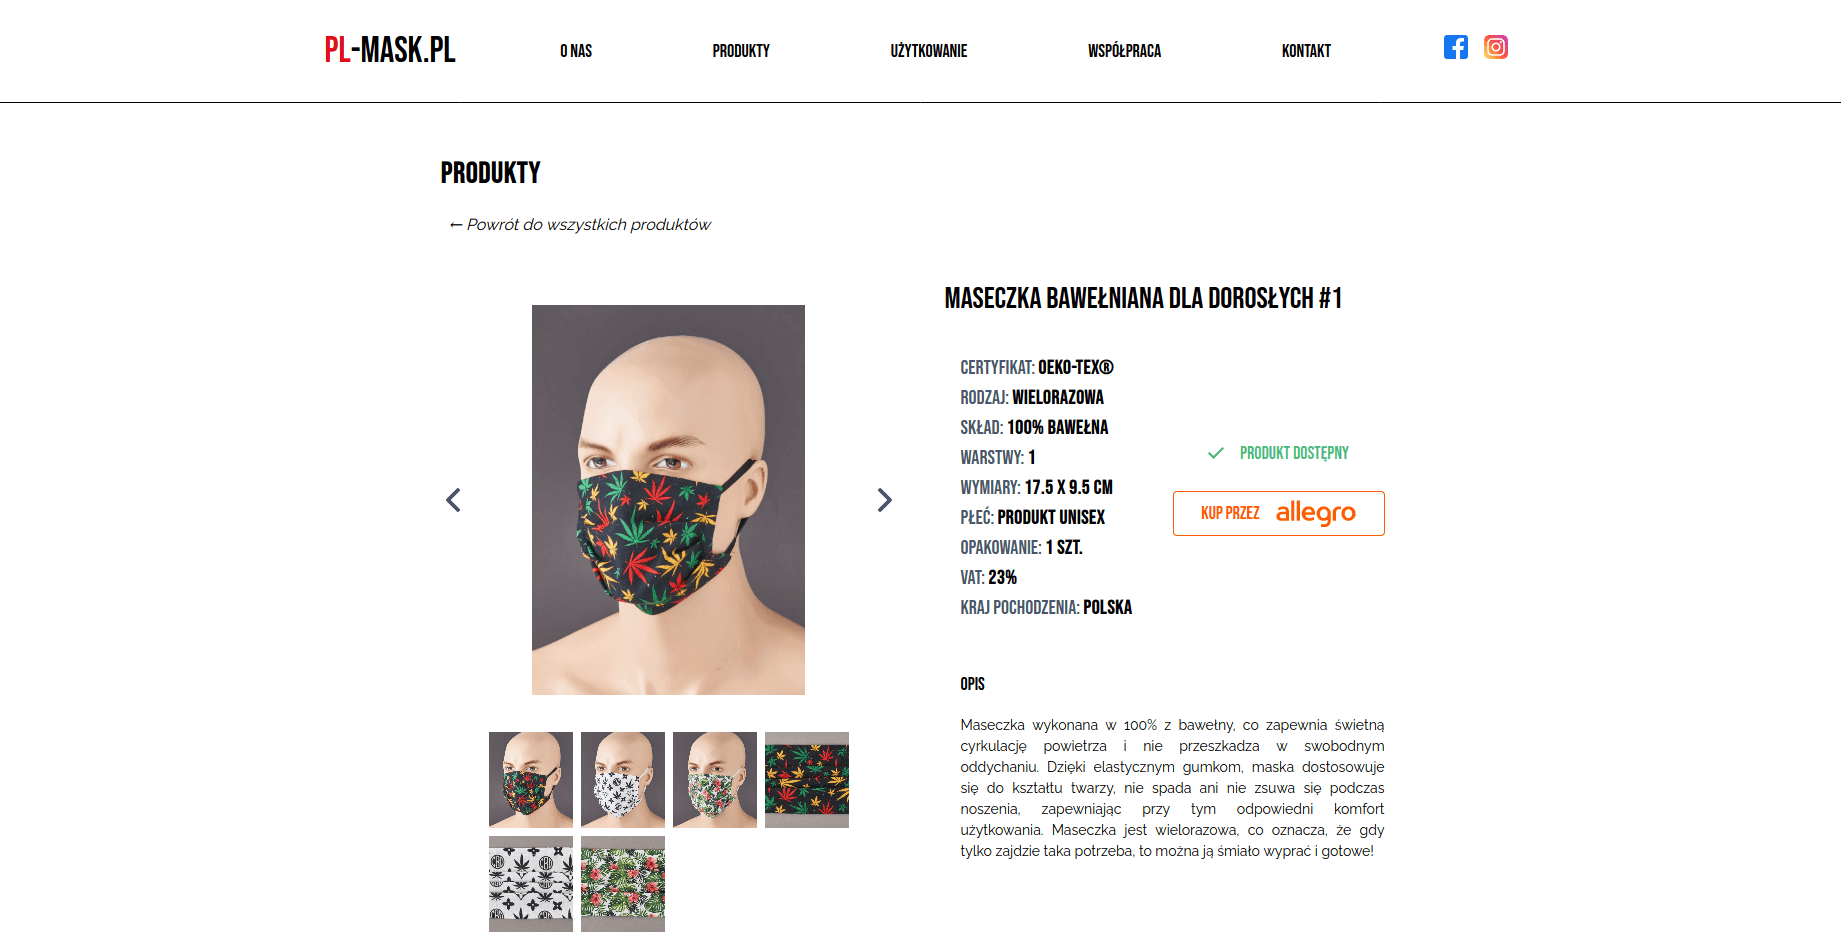 PL-MASK.PL
O NAS
PRODUKTY
UŻYTKOWANIE
WSPÓŁPRACA
KONTAKT
PRODUKTY
← Powrót do wszystkich produktów
MASECZKA BAWEŁNIANA DLA DOROSŁYCH #1
CERTYFIKAT: OEKO-TEX®
RODZAJ: WIELORAZOWA
SKŁAD: 100% BAWEŁNA
WARSTWY: 1
WYMIARY: 17.5 X 9.5 CM
PŁEĆ: PRODUKT UNISEX
OPAKOWANIE: 1 SZT.
VAT: 23%
KRAJ POCHODZENIA: POLSKA
PRODUKT DOSTĘPNY
KUP PRZEZ allegro
OPIS
Maseczka wykonana w 100% z bawełny, co zapewnia świetną
cyrkulację powietrza i nie przeszkadza w swobodnym
oddychaniu. Dzięki elastycznym gumkom, maska dostosowuje
się do kształtu twarzy, nie spada ani nie zsuwa się podczas
noszenia, zapewniając przy tym odpowiedni komfort
użytkowania. Maseczka jest wielorazowa, co oznacza, że gdy
tylko zajdzie taka potrzeba, to można ją śmiało wyprać i gotowe!